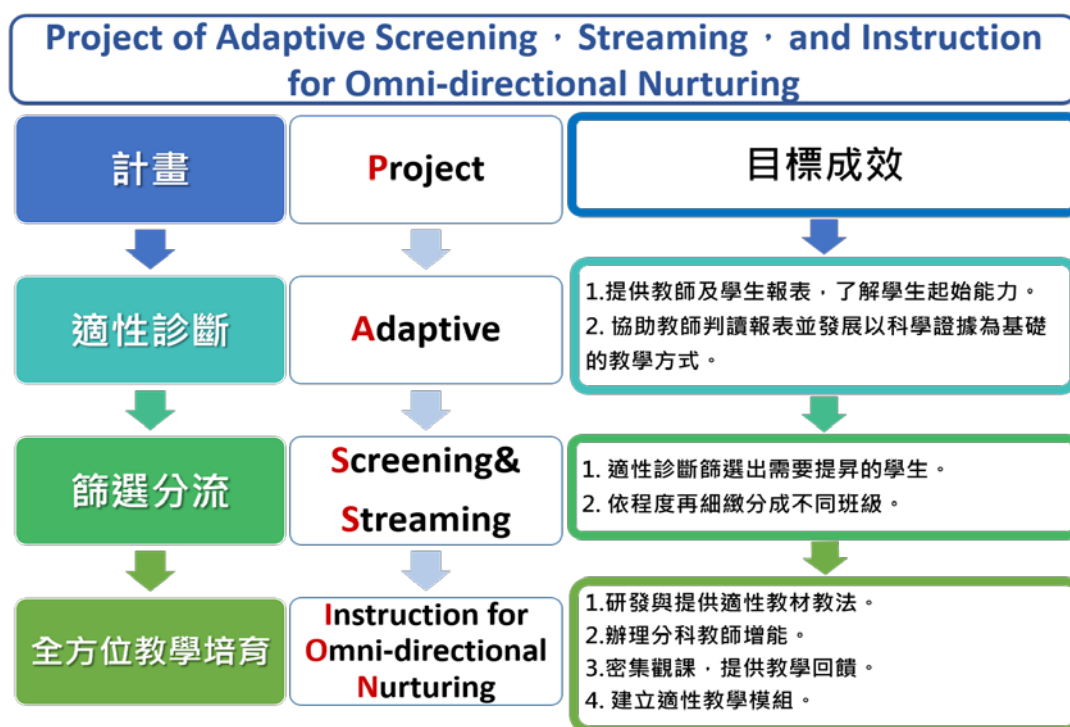 Project of Adaptive Screening，Streaming，and Instruction
for Omni-directional Nurturing
計畫
Project
目標成效
適性診斷
Adaptive
1.提供教師及學生報表，了解學生起始能力。
2. 協助教師判讀報表並發展以科學證據為基礎
的教學方式。
篩選分流
Screening&
Streaming
1. 適性診斷篩選出需要提昇的學生。
2. 依程度再細緻分成不同班級。
全方位教學培育
Instruction for
Omni-directional
Nurturing
1.研發與提供適性教材教法。
2.辦理分科教師增能。
3.密集觀課，提供教學回饋。
4. 建立適性教學模組。